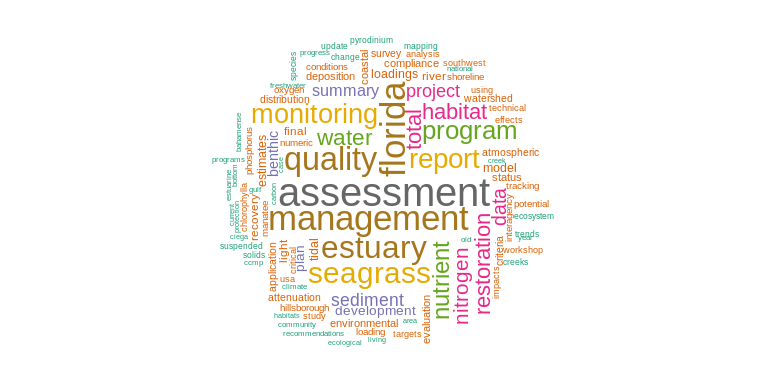 pyrodinium
update
mapping
progress
change
survey
analysis
species
conditions
coastal
compliance
southwest
national
deposition
loadings
river
shoreline
freshwater
oxygen
summary
florida
project
using
distribution
watershed
monitoring
total
habitat
technical
bahamense
phosphorus
final
water
program
effects
numeric
benthic
estimates
quality
report
atmospheric
programs
case
creek
model
estuarine
bottom
status
gulf
carbon
assessment
tracking
chlorophylla
manatee
recovery
management
data
interagency
potential
current
protection
ecosystem
ciega
estuary
restoration
old
trends
year
suspended
solids
light
plan
tidal
nutrient
nitrogen
criteria
workshop
ccmp
application
critical
seagrass
creeks
usa
climate
impacts
attenuation
sediment
hillsborough
development
habitats
study
community
environmental
area
evaluation
recommendations
loading
targets
ecological
living